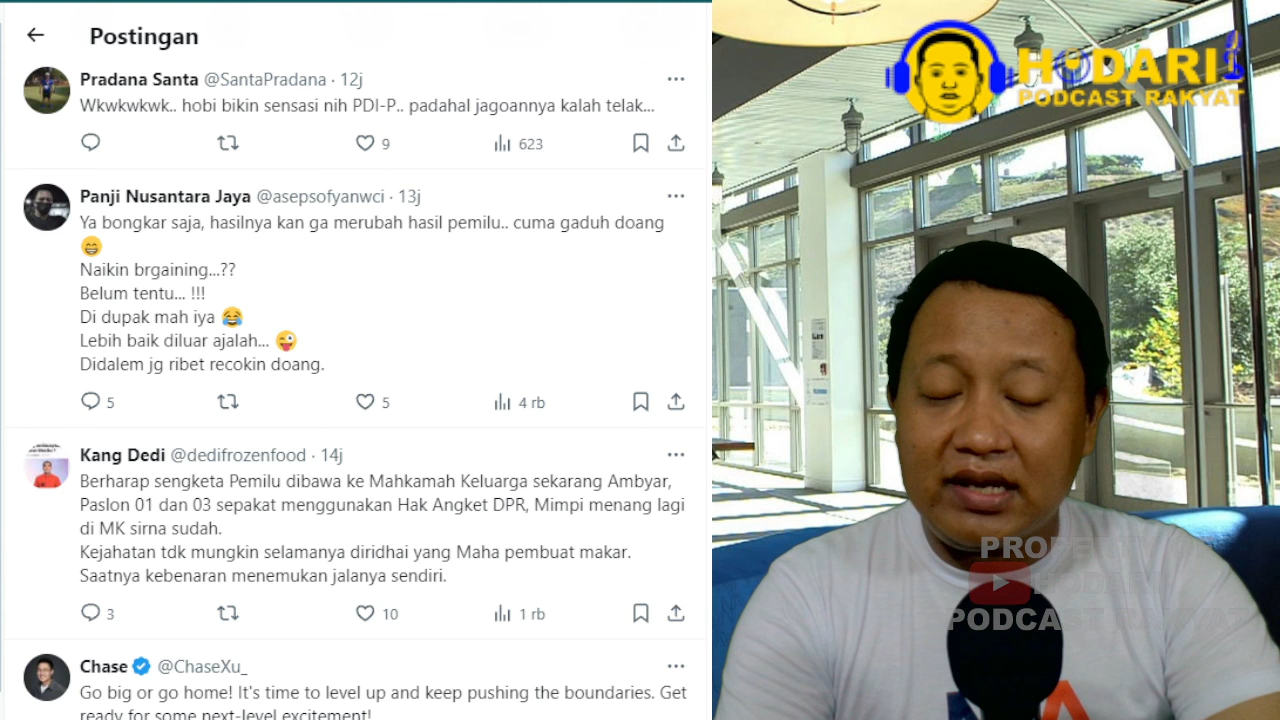 Postingan
Pradana Santa @SantaPradana · 12j
Wkwkwkwk.. hobi bikin sensasi nih PDI-P.. padahal jagoannya kalah telak...
9
623
Panji Nusantara Jaya @asepsofyanwci · 13j
Ya bongkar saja, hasilnya kan ga merubah hasil pemilu.. cuma gaduh doang
😁
Naikin brgaining...??
Belum tentu... !!!
Di dupak mah iya 😂
Lebih baik diluar ajalah... 😜
Didalem jg ribet recokin doang.
5
5
4 rb
Kang Dedi @dedifrozenfood · 14j
Berharap sengketa Pemilu dibawa ke Mahkamah Keluarga sekarang Ambyar,
Paslon 01 dan 03 sepakat menggunakan Hak Angket DPR, Mimpi menang lagi
di MK sirna sudah.
Kejahatan tdk mungkin selamanya diridhai yang Maha pembuat makar.
Saatnya kebenaran menemukan jalanya sendiri.
3
10
1 rb
Chase @ChaseXu_
Go big or go home! It's time to level up and keep pushing the boundaries. Get
ready for some next-level excitement!
HODARI
PODCAST RAKYAT
PODCAST RAKYAT